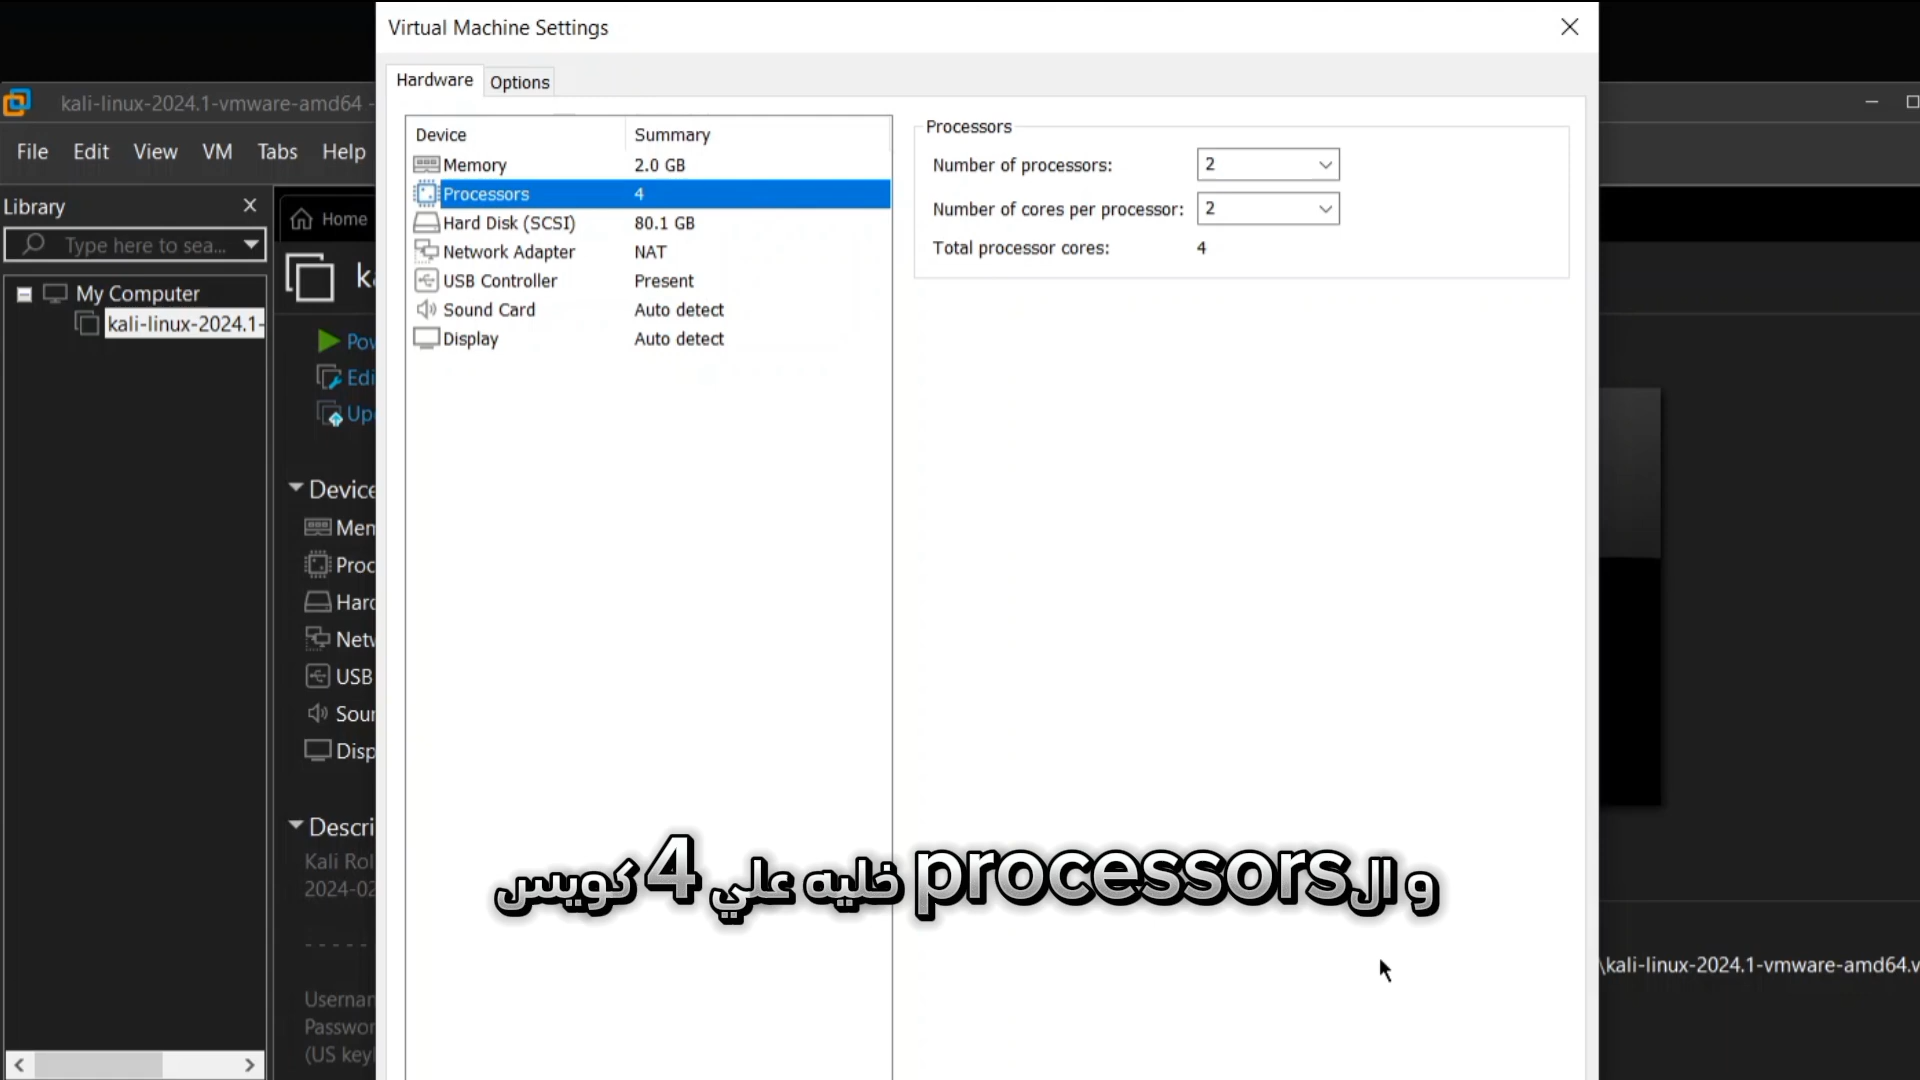 Virtual Machine Settings
Hardware
Options
kali-linux-2024.1-vmware-amd64 -
File Edit View VM Tabs Help
Library
Type here to sea...
My Computer
kali-linux-2024.1-
Home
Device Summary
Memory 2.0 GB
Processors 4
Hard Disk (SCSI) 80.1 GB
Network Adapter NAT
USB Controller Present
Sound Card Auto detect
Display Auto detect
Processors
Number of processors: 2
Number of cores per processor: 2
Total processor cores: 4
USB
و الprocessors خليه علي 4 كويس
\kali-linux-2024.1-vmware-amd64.v
(US